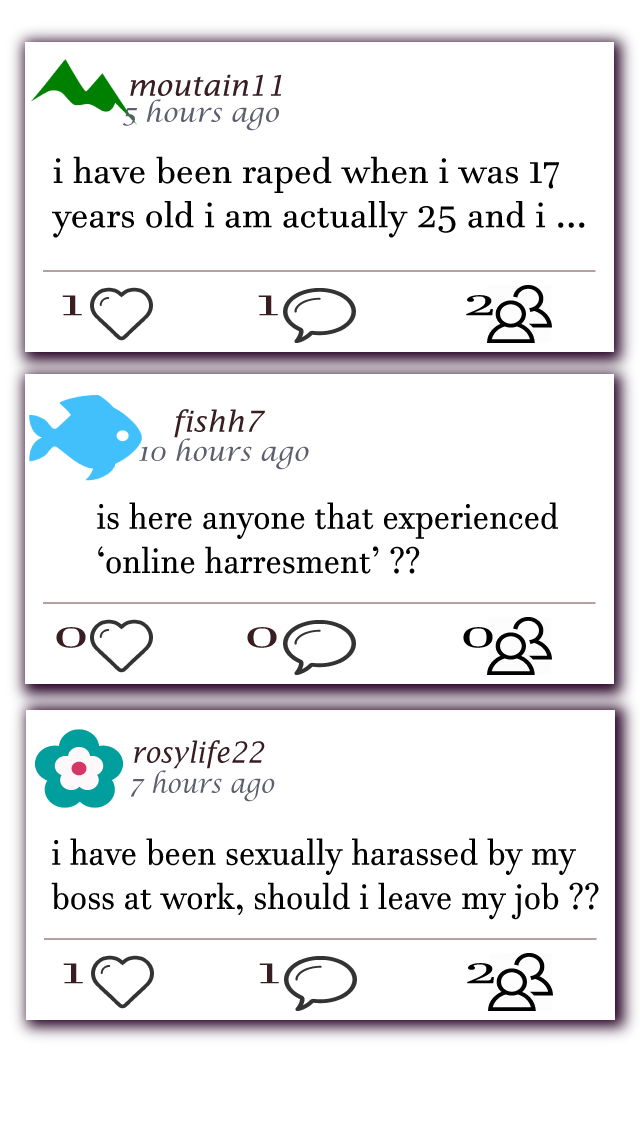 moutain11
5 hours ago
i have been raped when i was 17
years old i am actually 25 and i ...
1 1 2
fishh7
10 hours ago
is here anyone that experienced
‘online harresment’ ??
0 0 0
rosylife22
7 hours ago
i have been sexually harassed by my
boss at work, should i leave my job ??
1 1 2